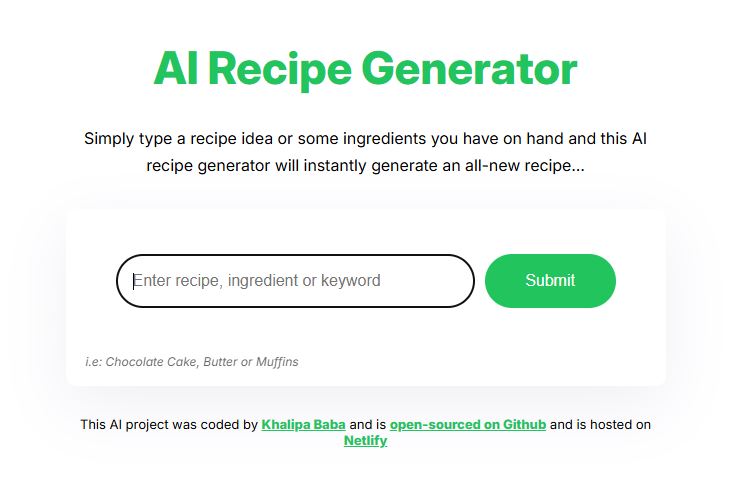 AI Recipe Generator
Simply type a recipe idea or some ingredients you have on hand and this AI
recipe generator will instantly generate an all-new recipe...
Enter recipe, ingredient or keyword
Submit
i.e: Chocolate Cake, Butter or Muffins
This AI project was coded by Khalipa Baba and is open-sourced on Github and is hosted on
Netlify